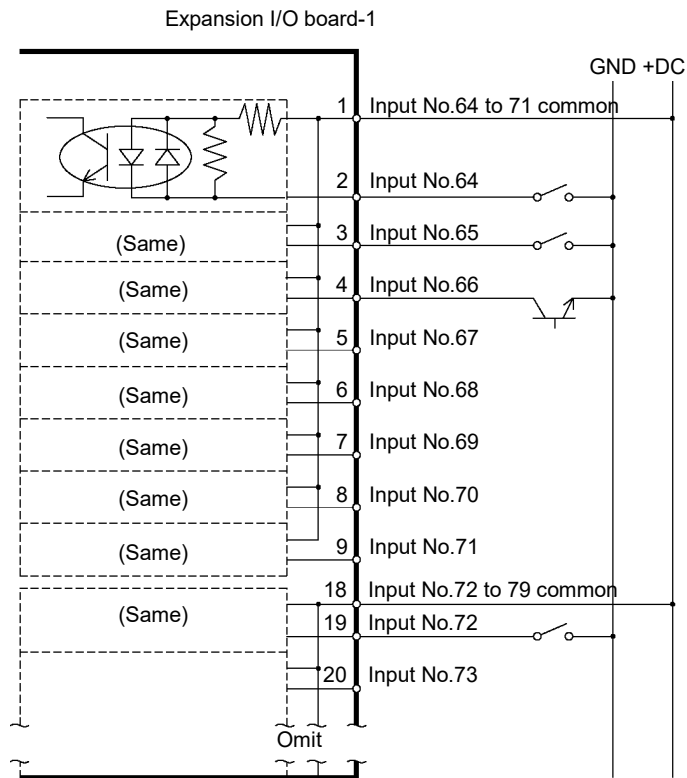 Expansion I/O board-1
GND +DC
1 Input No.64 to 71 common
2 Input No.64
(Same) 3 Input No.65
(Same) 4 Input No.66
(Same) 5 Input No.67
(Same) 6 Input No.68
(Same) 7 Input No.69
(Same) 8 Input No.70
(Same) 9 Input No.71
18 Input No.72 to 79 common
(Same) 19 Input No.72
20 Input No.73
Omit